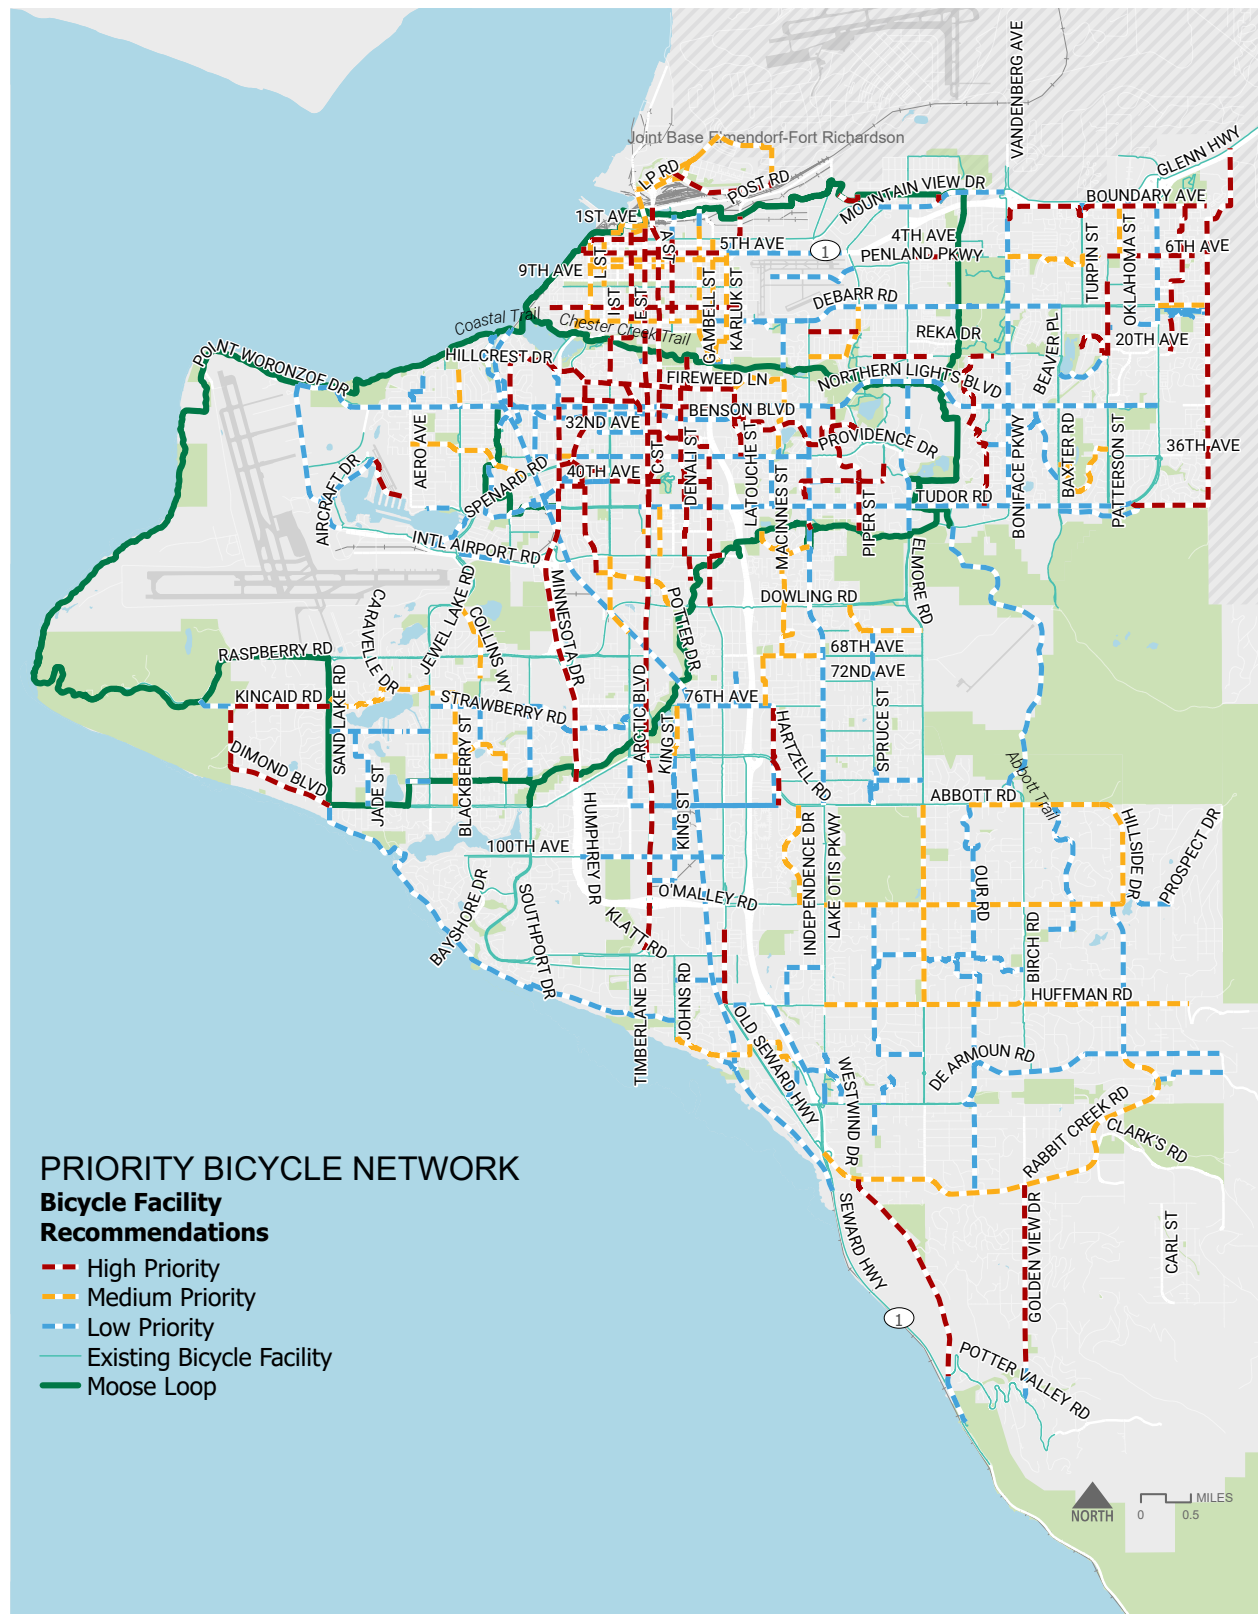 VANDENBERG AVE
Joint Base Elmendorf-Fort Richardson
GLENN HWY
LP RD
POST RD
MOUNTAIN VIEW DR
BOUNDARY AVE
1ST AVE
A ST
5TH AVE
1
4TH AVE
PENLAND PKWY
TURPIN ST
OKLAHOMA ST
6TH AVE
9TH AVE
L ST
I ST
E ST
GAMBELL ST
KARLUK ST
DEBARR RD
Coastal Trail
Chester Creek Trail
REKA DR
BEAVER PL
20TH AVE
POINT WORONZOF DR
HILLCREST DR
FIREWEED LN
NORTHERN LIGHTS BLVD
BENSON BLVD
32ND AVE
AERO AVE
C ST
DENALI ST
LATOUCHE ST
PROVIDENCE DR
BONIFACE PKWY
BAXTER RD
PATTERSON ST
36TH AVE
AIRCRAFT DR
SPENARD RD
40TH AVE
MACINNES ST
PIPER ST
TUDOR RD
INTL AIRPORT RD
ELMORE RD
CARAVELLE DR
JEWEL LAKE RD
COLLINS WY
MINNESOTA DR
POTTER DR
DOWLING RD
68TH AVE
72ND AVE
RASPBERRY RD
KINCAID RD
SAND LAKE RD
STRAWBERRY RD
ARCTIC BLVD
76TH AVE
KING ST
HARTZELL RD
SPRUCE ST
DIMOND BLVD
JADE ST
BLACKBERRY ST
Abbott Trail
ABBOTT RD
HUMPHREY DR
KING ST
INDEPENDENCE DR
LAKE OTIS PKWY
HILLSIDE DR
PROSPECT DR
100TH AVE
OUR RD
BAYSHORE DR
SOUTHPORT DR
O'MALLEY RD
KLATT RD
BIRCH RD
TIMBERLANE DR
JOHNS RD
HUFFMAN RD
OLD SEWARD HWY
DE ARMOUN RD
WESTWIND DR
RABBIT CREEK RD
CLARK'S RD
SEWARD HWY
GOLDEN VIEW DR
CARL ST
1
POTTER VALLEY RD
PRIORITY BICYCLE NETWORK
Bicycle Facility
Recommendations
High Priority
Medium Priority
Low Priority
Existing Bicycle Facility
Moose Loop
NORTH
MILES
0 0.5